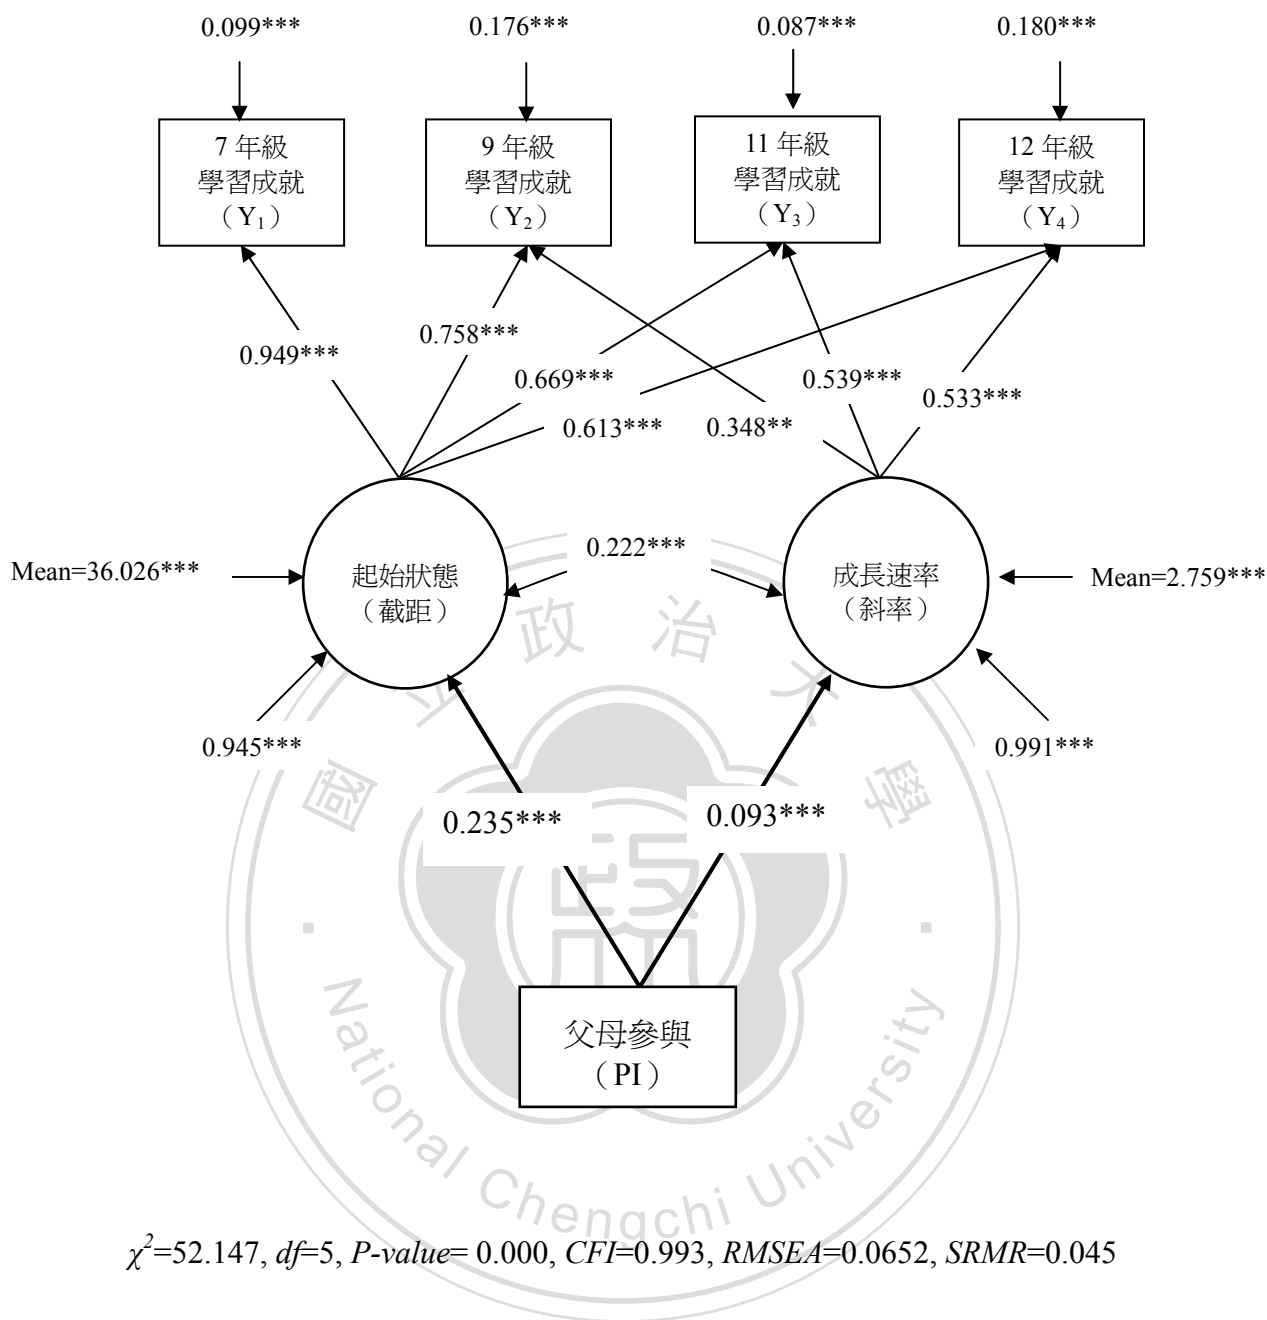 0.099*** 0.176*** 0.087*** 0.180***
7 年級
學習成就
（Y₁）
9 年級
學習成就
（Y₂）
11 年級
學習成就
（Y₃）
12 年級
學習成就
（Y₄）
0.949***
0.758***
0.669***
0.613***
0.348**
0.539***
0.533***
0.222***
Mean=36.026***
起始狀態
（截距）
成長速率
（斜率）
Mean=2.759***
0.945***
0.991***
0.235***
0.093***
父母參與
（PI）
國立政治大學
National Chengchi University
χ²=52.147, df=5, P-value= 0.000, CFI=0.993, RMSEA=0.0652, SRMR=0.045